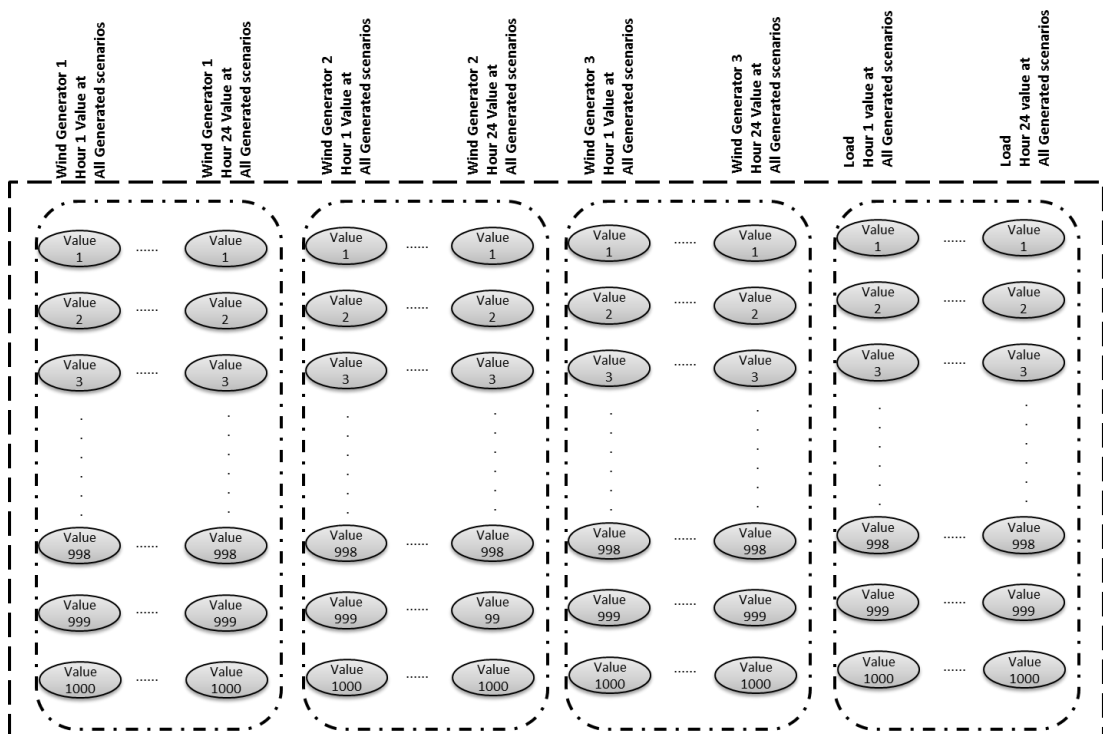 Wind Generator 1
Hour 1 Value at
All Generated scenarios
Wind Generator 1
Hour 24 Value at
All Generated scenarios
Wind Generator 2
Hour 1 Value at
All Generated scenarios
Wind Generator 2
Hour 24 Value at
All Generated scenarios
Wind Generator 3
Hour 1 Value at
All Generated scenarios
Wind Generator 3
Hour 24 Value at
All Generated scenarios
Load
Hour 1 value at
All Generated scenarios
Load
Hour 24 value at
All Generated scenarios
Value
1
......
Value
1
Value
1
......
Value
1
Value
1
......
Value
1
Value
1
......
Value
1
Value
2
......
Value
2
Value
2
......
Value
2
Value
2
......
Value
2
Value
2
......
Value
2
Value
3
......
Value
3
Value
3
......
Value
3
Value
3
......
Value
3
Value
3
......
Value
3
Value
998
......
Value
998
Value
998
......
Value
998
Value
998
......
Value
998
Value
998
......
Value
998
Value
999
......
Value
999
Value
999
......
Value
99
Value
999
......
Value
999
Value
999
......
Value
999
Value
1000
......
Value
1000
Value
1000
......
Value
1000
Value
1000
......
Value
1000
Value
1000
......
Value
1000